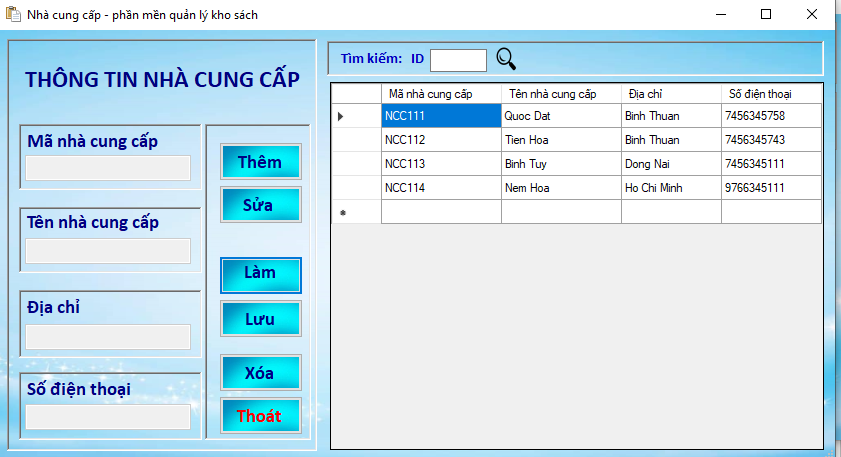 Nhà cung cấp - phần mền quản lý kho sách
THÔNG TIN NHÀ CUNG CẤP
Mã nhà cung cấp
Tên nhà cung cấp
Địa chỉ
Số điện thoại
Thêm
Sửa
Làm
Lưu
Xóa
Thoát
Tìm kiếm: ID
Mã nhà cung cấp Tên nhà cung cấp Địa chỉ Số điện thoại
NCC111 Quoc Dat Binh Thuan 7456345758
NCC112 Tien Hoa Binh Thuan 7456345743
NCC113 Binh Tuy Dong Nai 7456345111
NCC114 Nem Hoa Ho Chi Minh 9766345111